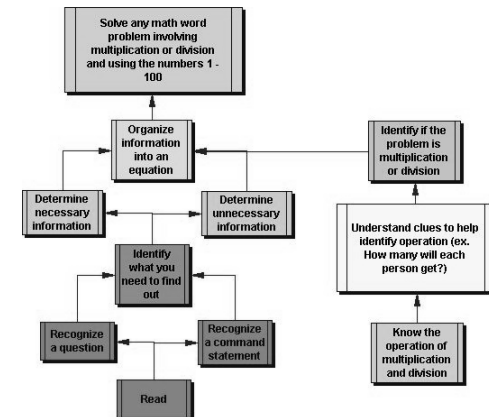 Solve any math word
problem involving
multiplication or division
and using the numbers 1 -
100
Organize
information
into an
equation
Identify if the
problem is
multiplication
or division
Determine
necessary
information
Determine
unnecessary
information
Understand clues to help
identify operation (ex.
How many will each
person get?)
Identify
what you
need to find
out
Recognize
a question
Recognize
a command
statement
Know the
operation of
multiplication
and division
Read